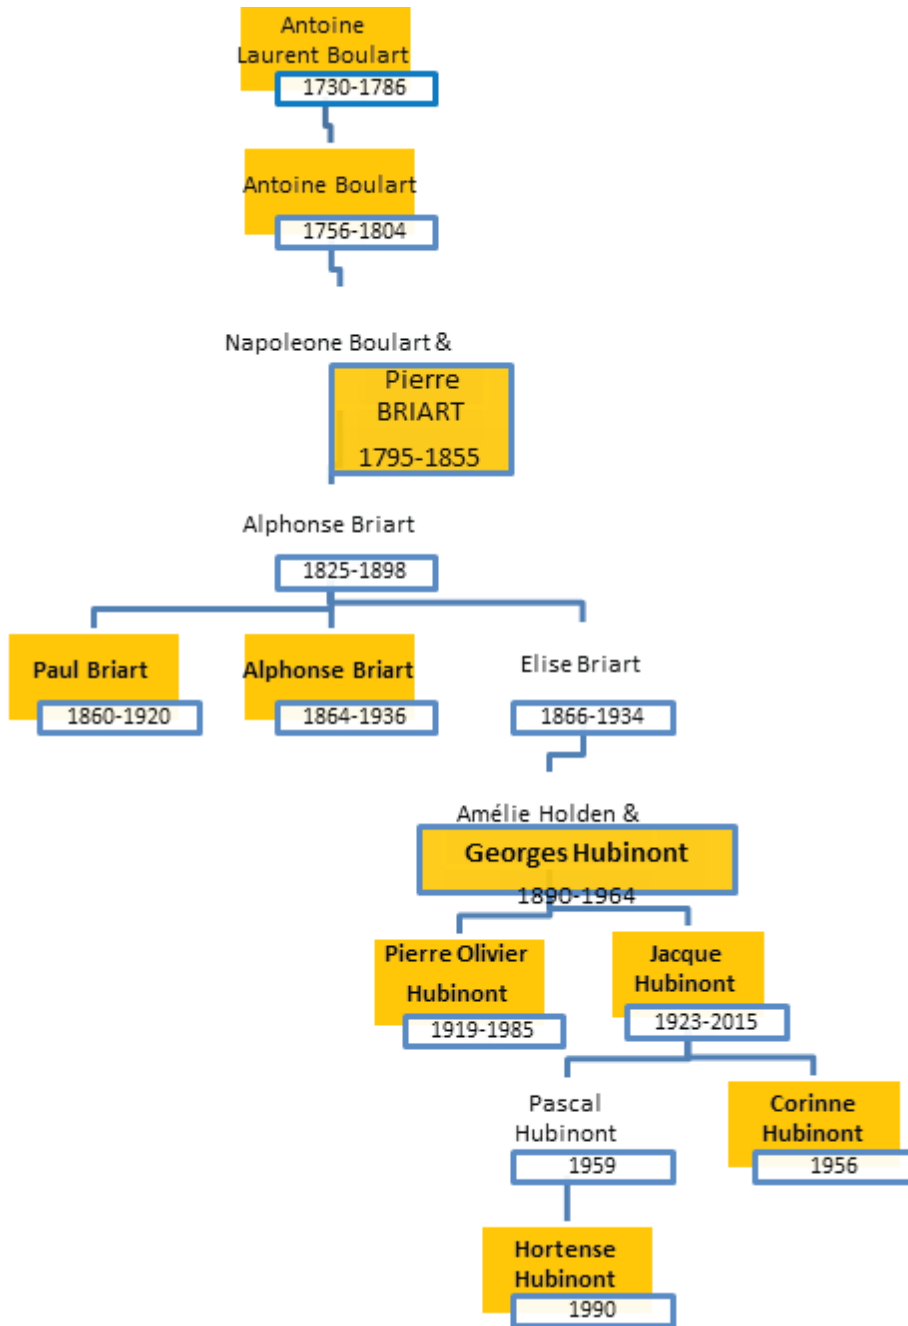 Antoine
Laurent Boulart
1730-1786
Antoine Boulart
1756-1804
Napoleone Boulart &
Pierre
BRIART
1795-1855
Alphonse Briart
1825-1898
Paul Briart
1860-1920
Alphonse Briart
1864-1936
Elise Briart
1866-1934
Amélie Holden &
Georges Hubinont
1890-1964
Pierre Olivier
Hubinont
1919-1985
Jacque
Hubinont
1923-2015
Pascal
Hubinont
1959
Corinne
Hubinont
1956
Hortense
Hubinont
1990